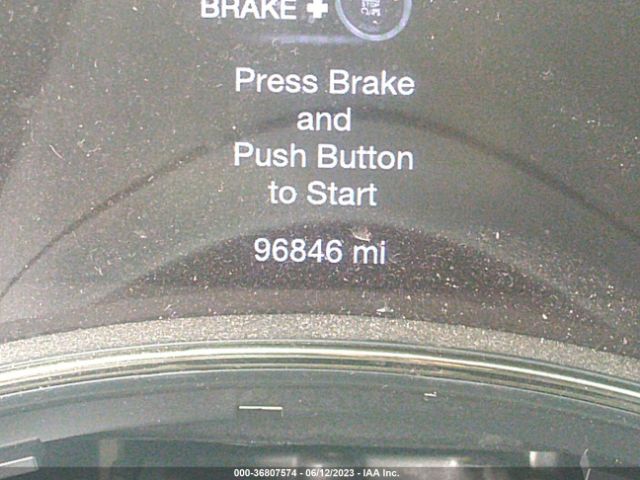 BRAKE +
Press Brake
and
Push Button
to Start
96846 mi
000-36807574 - 06/12/2023 - IAA Inc.